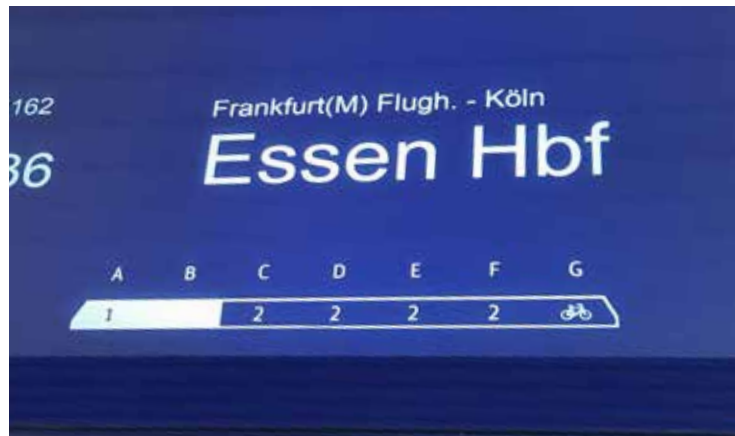 162
Frankfurt(M) Flugh. - Köln
36
Essen Hbf
A B C D E F G
1 2 2 2 2